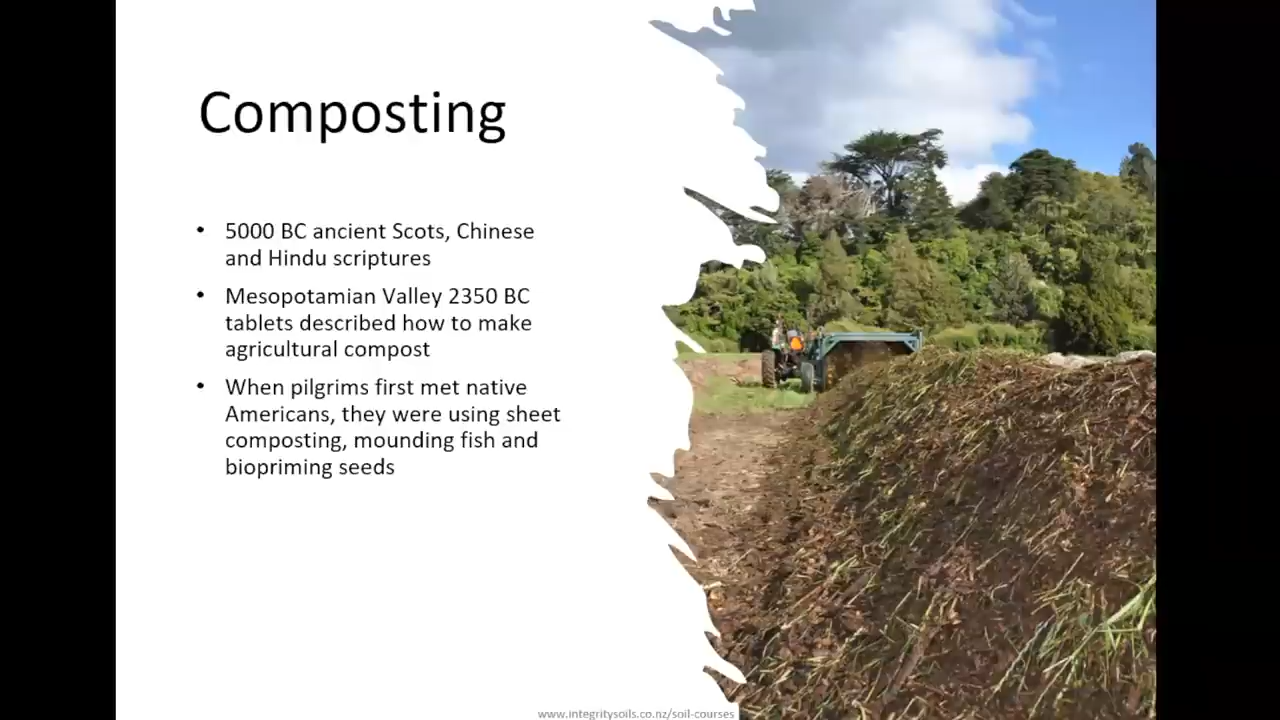 Composting
• 5000 BC ancient Scots, Chinese
and Hindu scriptures
• Mesopotamian Valley 2350 BC
tablets described how to make
agricultural compost
• When pilgrims first met native
Americans, they were using sheet
composting, mounding fish and
biopriming seeds
www.integritysoils.co.nz/soil-courses